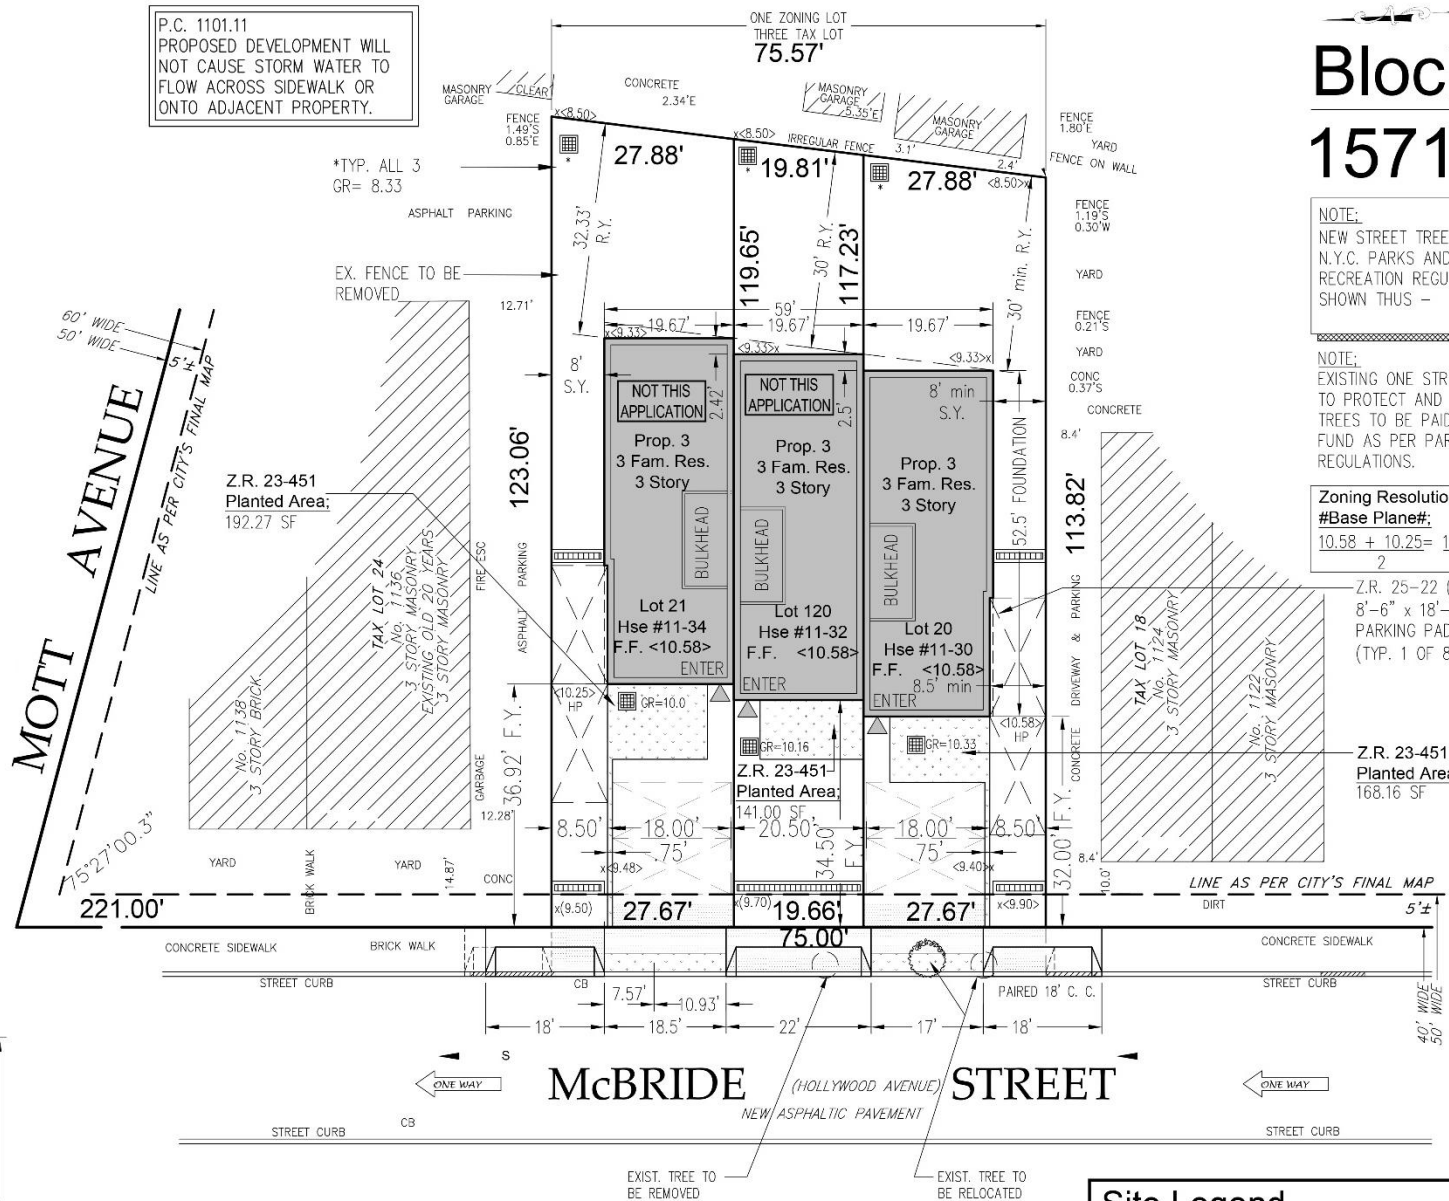 P.C. 1101.11
PROPOSED DEVELOPMENT WILL
NOT CAUSE STORM WATER TO
FLOW ACROSS SIDEWALK OR
ONTO ADJACENT PROPERTY.
ONE ZONING LOT
THREE TAX LOT
75.57'
Bloc
1571
MASONRY
GARAGE
CLEAR
CONCRETE
2.34'E
MASONRY
GARAGE
5.35'E
MASONRY
GARAGE
FENCE
1.49'S
0.85'E
x<8.50>
x<8.50>
IRREGULAR FENCE
3.1'
2.4'
<8.50>x
FENCE
1.80'E
YARD
FENCE ON WALL
*TYP. ALL 3
GR= 8.33
*
*
*
27.88'
19.81'
27.88'
ASPHALT PARKING
32.33'
R.Y.
119.65'
30' R.Y.
117.23'
30' min. R.Y.
FENCE
1.19'S
0.30'W
YARD
FENCE
0.21'S
YARD
CONC
0.37'S
CONCRETE
NOTE;
NEW STREET TREE
N.Y.C. PARKS AND
RECREATION REGU
SHOWN THUS –
NOTE;
EXISTING ONE STR
TO PROTECT AND
TREES TO BE PAID
FUND AS PER PAR
REGULATIONS.
EX. FENCE TO BE
REMOVED
12.71'
60' WIDE
50' WIDE
5'±
59'
19.67'
19.67'
19.67'
x<9.33>
<9.33>x
<9.33>x
8'
S.Y.
NOT THIS
APPLICATION
2.42'
NOT THIS
APPLICATION
2.5'
8' min
S.Y.
8.4'
Prop. 3
3 Fam. Res.
3 Story
Prop. 3
3 Fam. Res.
3 Story
Prop. 3
3 Fam. Res.
3 Story
123.06'
52.5' FOUNDATION
113.82'
Z.R. 23-451
Planted Area;
192.27 SF
Zoning Resolutio
#Base Plane#;
10.58 + 10.25= 1
2
Z.R. 25-22 (
8'-6" x 18'-
PARKING PAD
(TYP. 1 OF 8
BULKHEAD
BULKHEAD
BULKHEAD
MOTT AVENUE
LINE AS PER CITY'S FINAL MAP
TAX LOT 24
No. 1136
3 STORY MASONRY
EXISTING OLD 20 YEARS
3 STORY MASONRY
FIRE ESC
ASPHALT PARKING
Lot 21
Hse #11-34
F.F. <10.58>
ENTER
Lot 120
Hse #11-32
F.F. <10.58>
ENTER
Lot 20
Hse #11-30
F.F. <10.58>
8.5' min
ENTER
CONCRETE DRIVEWAY & PARKING
TAX LOT 18
No. 1124
3 STORY MASONRY
No. 1122
3 STORY MASONRY
No. 1138
3 STORY BRICK
<10.25>
HP
GR=10.0
GR=10.16
GR=10.33
<10.58>
HP
Z.R. 23-451
Planted Area;
141.00 SF
Z.R. 23-451
Planted Area
168.16 SF
GARBAGE
12.28'
36.92' F.Y.
34.50'
F.Y.
32.00' F.Y.
8.50'
18.00'
20.50'
18.00'
8.50'
.75'
.75'
x<9.48>
<9.40>x
8.4'
10.0'
75°27'00.3"
YARD
BRICK WALK
YARD
14.87'
CONC
LINE AS PER CITY'S FINAL MAP
DIRT
5'±
221.00'
x(9.50)
27.67'
x(9.70)
19.66'
27.67'
x<9.90>
75.00'
CONCRETE SIDEWALK
BRICK WALK
CONCRETE SIDEWALK
STREET CURB
CB
PAIRED 18' C. C.
STREET CURB
7.57'
10.93'
18'
18.5'
22'
17'
18'
40' WIDE
50' WIDE
S
ONE WAY
McBRIDE
(HOLLYWOOD AVENUE)
STREET
ONE WAY
NEW ASPHALTIC PAVEMENT
STREET CURB
CB
STREET CURB
EXIST. TREE TO
BE REMOVED
EXIST. TREE TO
BE RELOCATED
Site Legend